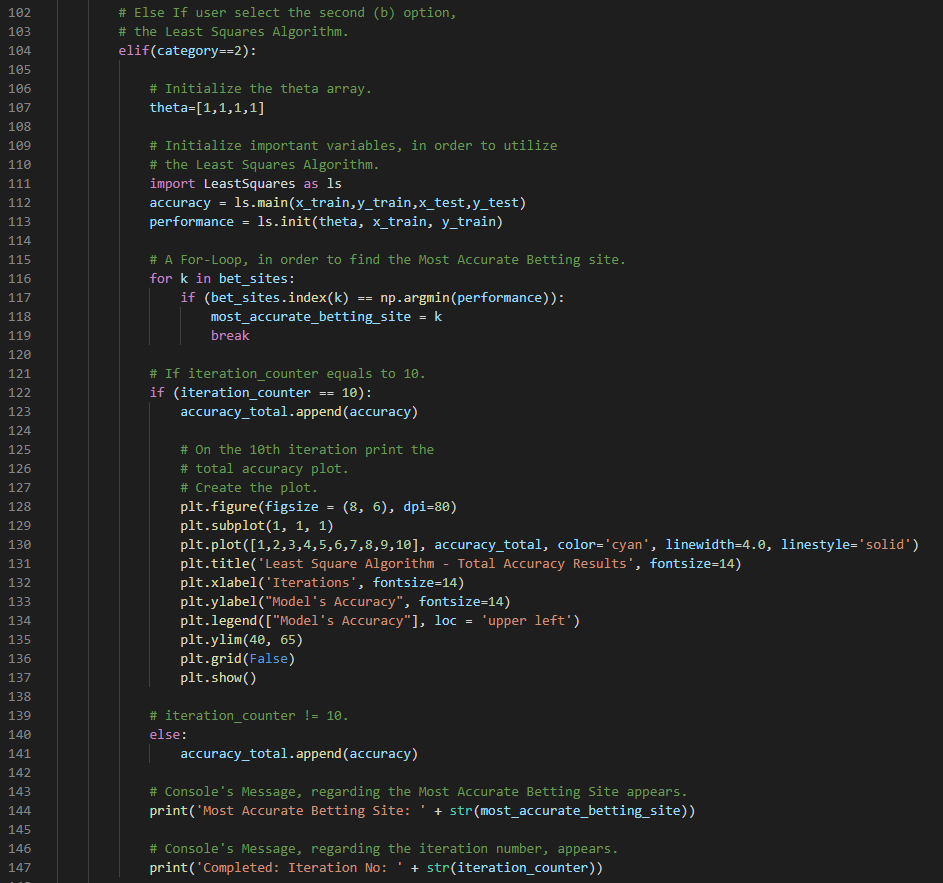 102 # Else If user select the second (b) option,
103 # the Least Squares Algorithm.
104 elif(category==2):
105
106 # Initialize the theta array.
107 theta=[1,1,1,1]
108
109 # Initialize important variables, in order to utilize
110 # the Least Squares Algorithm.
111 import LeastSquares as ls
112 accuracy = ls.main(x_train,y_train,x_test,y_test)
113 performance = ls.init(theta, x_train, y_train)
114
115 # A For-Loop, in order to find the Most Accurate Betting site.
116 for k in bet_sites:
117 if (bet_sites.index(k) == np.argmin(performance)):
118 most_accurate_betting_site = k
119 break
120
121 # If iteration_counter equals to 10.
122 if (iteration_counter == 10):
123 accuracy_total.append(accuracy)
124
125 # On the 10th iteration print the
126 # total accuracy plot.
127 # Create the plot.
128 plt.figure(figsize = (8, 6), dpi=80)
129 plt.subplot(1, 1, 1)
130 plt.plot([1,2,3,4,5,6,7,8,9,10], accuracy_total, color='cyan', linewidth=4.0, linestyle='solid')
131 plt.title('Least Square Algorithm - Total Accuracy Results', fontsize=14)
132 plt.xlabel('Iterations', fontsize=14)
133 plt.ylabel("Model's Accuracy", fontsize=14)
134 plt.legend(["Model's Accuracy"], loc = 'upper left')
135 plt.ylim(40, 65)
136 plt.grid(False)
137 plt.show()
138
139 # iteration_counter != 10.
140 else:
141 accuracy_total.append(accuracy)
142
143 # Console's Message, regarding the Most Accurate Betting Site appears.
144 print('Most Accurate Betting Site: ' + str(most_accurate_betting_site))
145
146 # Console's Message, regarding the iteration number, appears.
147 print('Completed: Iteration No: ' + str(iteration_counter))